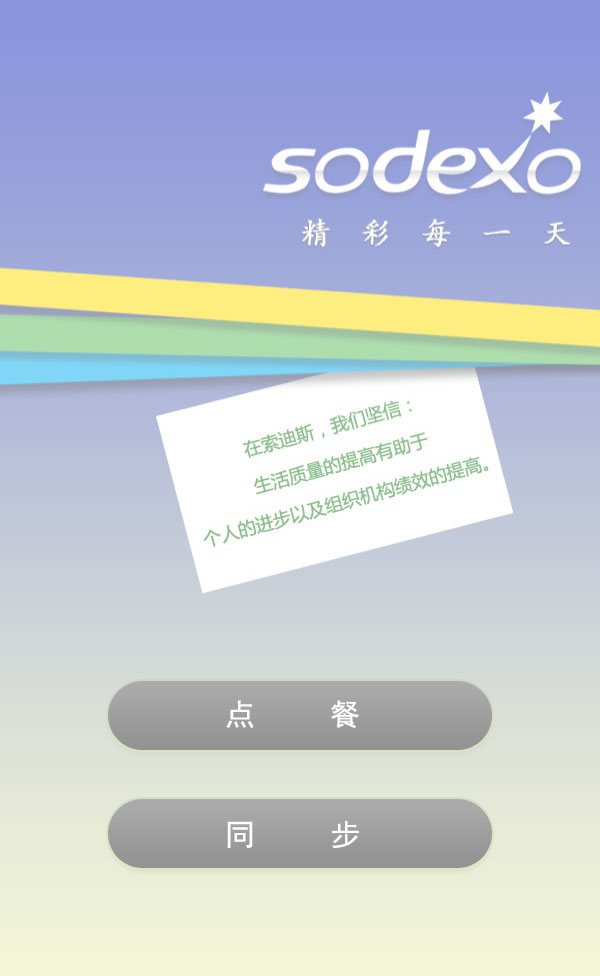 sodexo
精彩每一天
在索迪斯，我们坚信：
生活质量的提高有助于
个人的进步以及组织机构绩效的提高。
点 餐
同 步